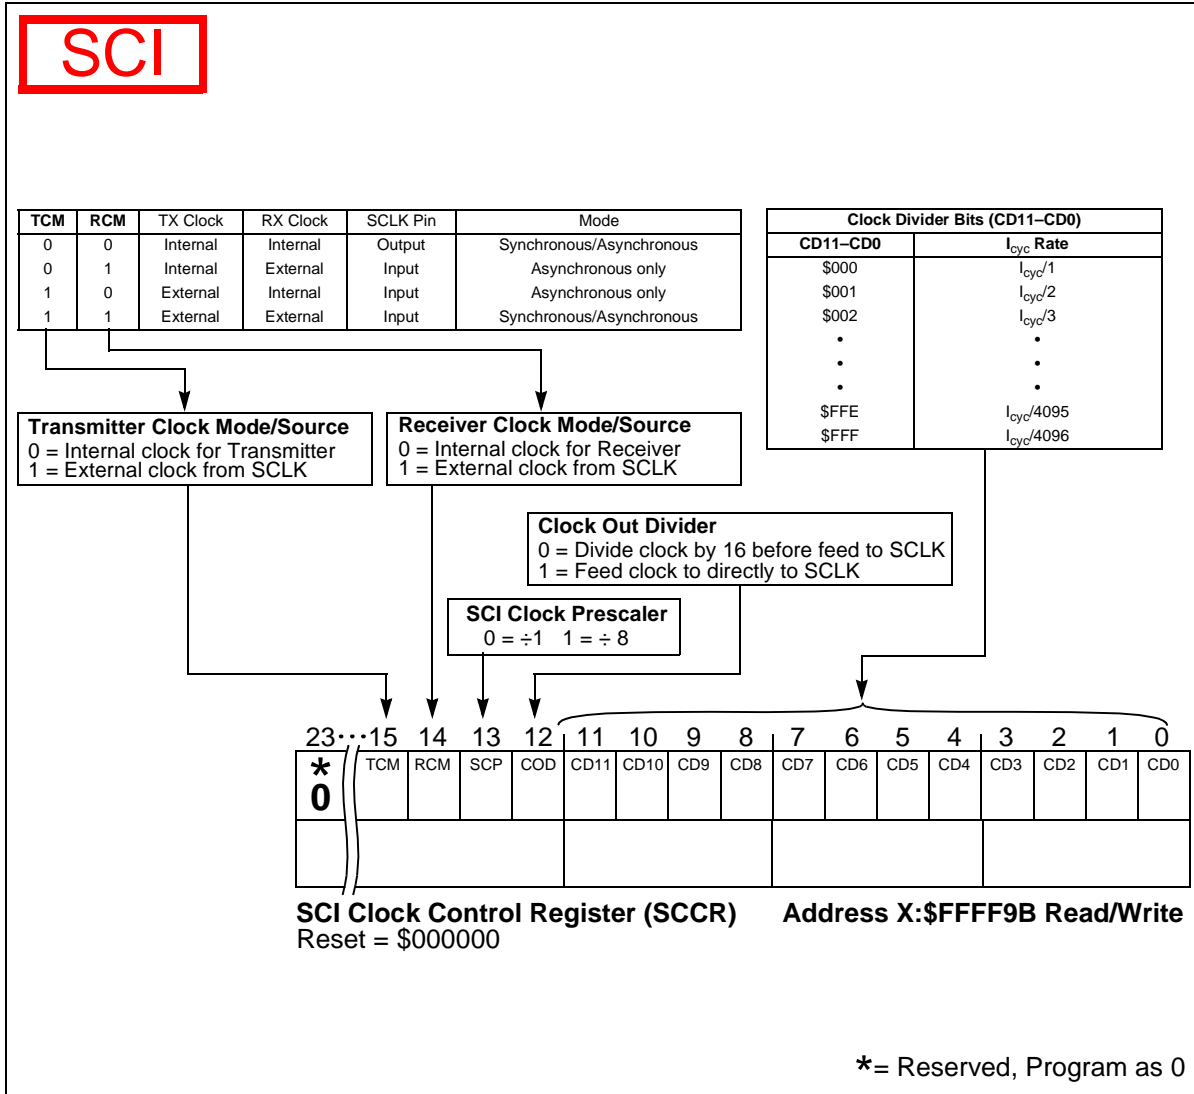 SCI
TCM RCM TX Clock RX Clock SCLK Pin Mode
0 0 Internal Internal Output Synchronous/Asynchronous
0 1 Internal External Input Asynchronous only
1 0 External Internal Input Asynchronous only
1 1 External External Input Synchronous/Asynchronous
Clock Divider Bits (CD11–CD0)
CD11–CD0 Icyc Rate
$000 Icyc/1
$001 Icyc/2
$002 Icyc/3
• •
• •
• •
$FFE Icyc/4095
$FFF Icyc/4096
Transmitter Clock Mode/Source
0 = Internal clock for Transmitter
1 = External clock from SCLK
Receiver Clock Mode/Source
0 = Internal clock for Receiver
1 = External clock from SCLK
Clock Out Divider
0 = Divide clock by 16 before feed to SCLK
1 = Feed clock to directly to SCLK
SCI Clock Prescaler
0 = ÷1 1 = ÷ 8
23 ••• 15 14 13 12 11 10 9 8 7 6 5 4 3 2 1 0
* TCM RCM SCP COD CD11 CD10 CD9 CD8 CD7 CD6 CD5 CD4 CD3 CD2 CD1 CD0
0
SCI Clock Control Register (SCCR) Address X:$FFFF9B Read/Write
Reset = $000000
*= Reserved, Program as 0